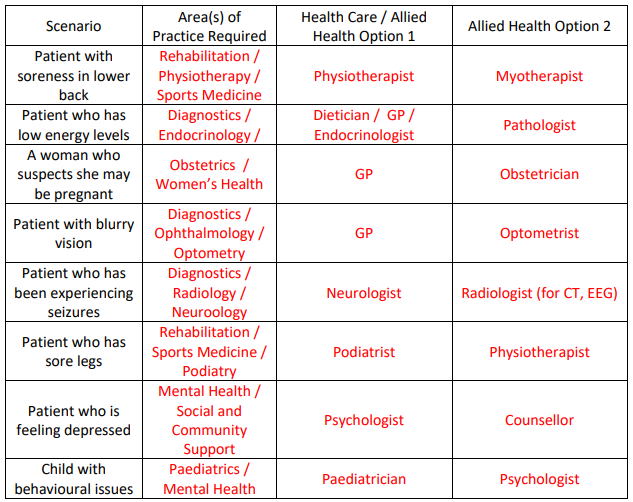 Scenario
Area(s) of
Practice Required
Health Care / Allied
Health Option 1
Allied Health Option 2
Patient with
soreness in lower
back
Rehabilitation /
Physiotherapy /
Sports Medicine
Physiotherapist
Myotherapist
Patient who has
low energy levels
Diagnostics /
Endocrinology /
Dietician / GP /
Endocrinologist
Pathologist
A woman who
suspects she may
be pregnant
Obstetrics /
Women's Health
GP
Obstetrician
Patient with blurry
vision
Diagnostics /
Ophthalmology /
Optometry
GP
Optometrist
Patient who has
been experiencing
seizures
Diagnostics /
Radiology /
Neuroology
Neurologist
Radiologist (for CT, EEG)
Patient who has
sore legs
Rehabilitation /
Sports Medicine /
Podiatry
Podiatrist
Physiotherapist
Patient who is
feeling depressed
Mental Health /
Social and
Community
Support
Psychologist
Counsellor
Child with
behavioural issues
Paediatrics /
Mental Health
Paediatrician
Psychologist